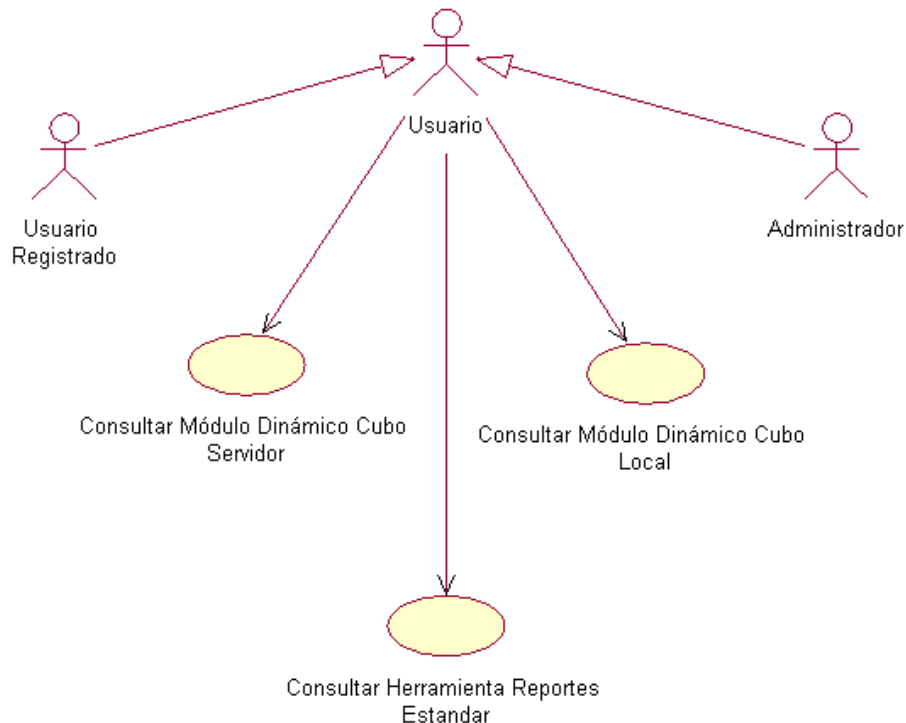 Usuario
Usuario
Registrado
Administrador
Consultar Módulo Dinámico Cubo
Servidor
Consultar Módulo Dinámico Cubo
Local
Consultar Herramienta Reportes
Estandar